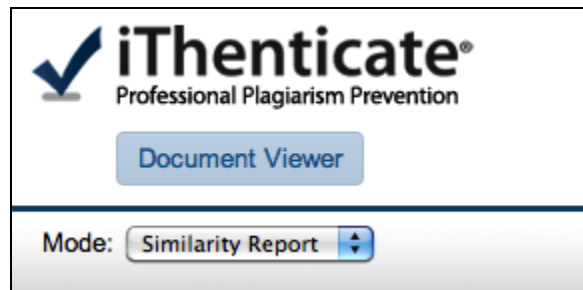 iThenticate®
Professional Plagiarism Prevention
Document Viewer
Mode: Similarity Report